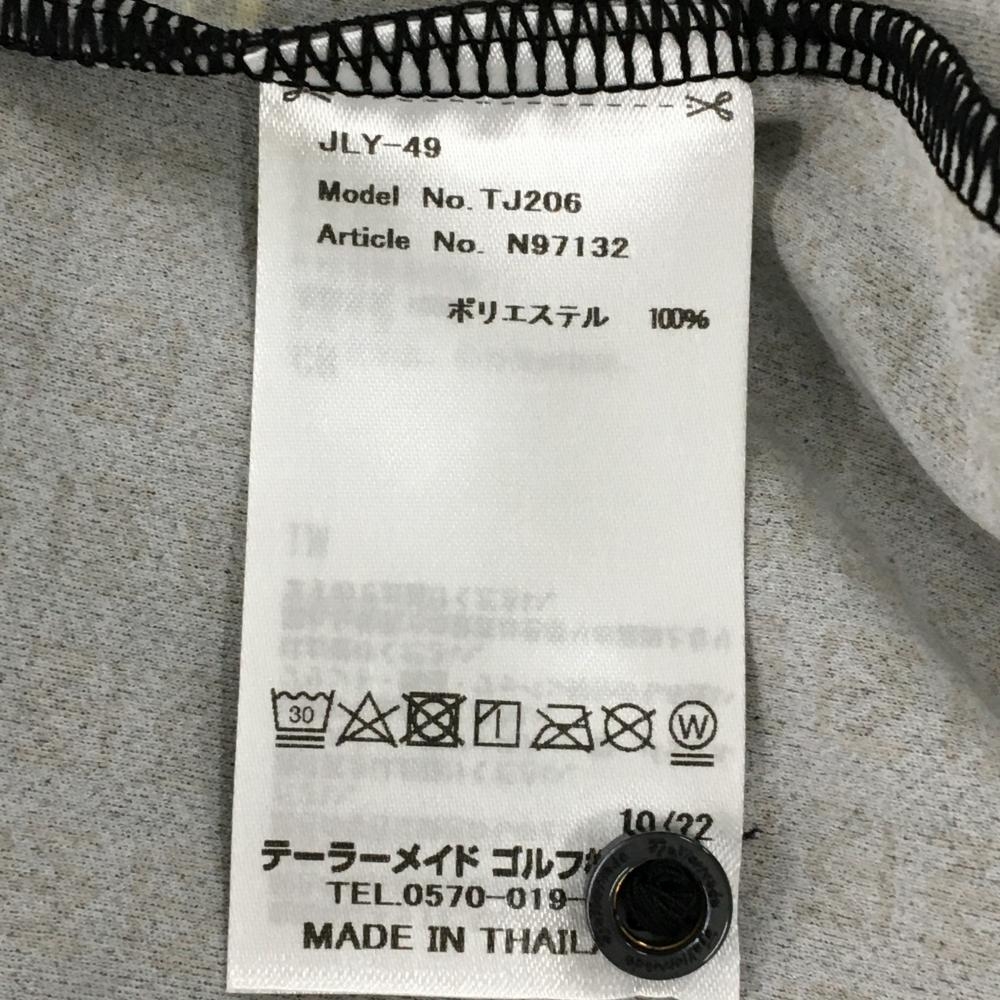 JLY-49
Model No. TJ206
Article No. N97132
ポリエステル 100%
30
W
10/22
テーラーメイド ゴルフ
TEL.0570-019-
MADE IN